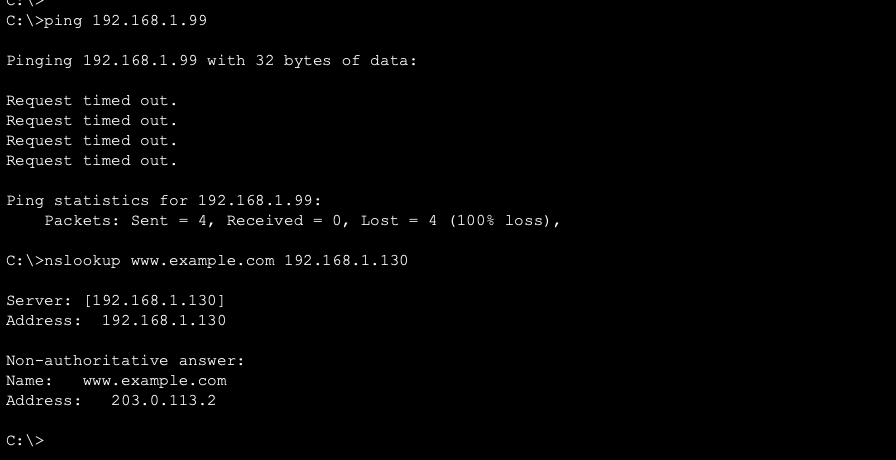 C:\>
C:\>ping 192.168.1.99
Pinging 192.168.1.99 with 32 bytes of data:
Request timed out.
Request timed out.
Request timed out.
Request timed out.
Ping statistics for 192.168.1.99:
    Packets: Sent = 4, Received = 0, Lost = 4 (100% loss),
C:\>nslookup www.example.com 192.168.1.130
Server: [192.168.1.130]
Address:  192.168.1.130
Non-authoritative answer:
Name:   www.example.com
Address:   203.0.113.2
C:\>